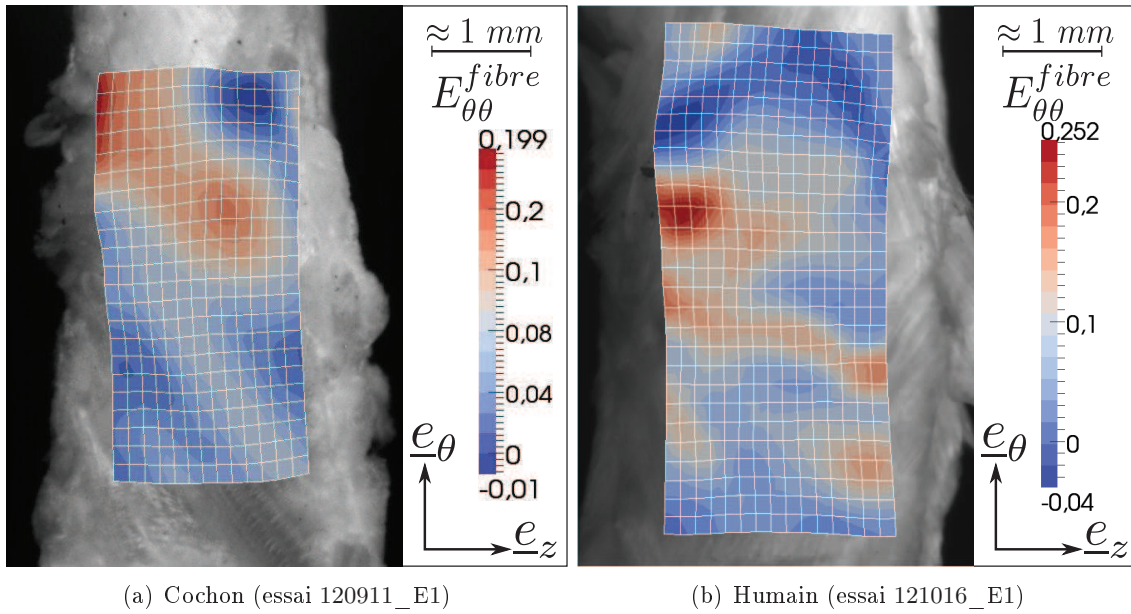 ≈ 1 mm
E_{θθ}^{fibre}
0,199
0,2
0,1
0,08
0,04
0
-0,01
e_θ
e_z
≈ 1 mm
E_{θθ}^{fibre}
0,252
0,2
0,1
0
-0,04
e_θ
e_z
(a) Cochon (essai 120911_E1)
(b) Humain (essai 121016_E1)